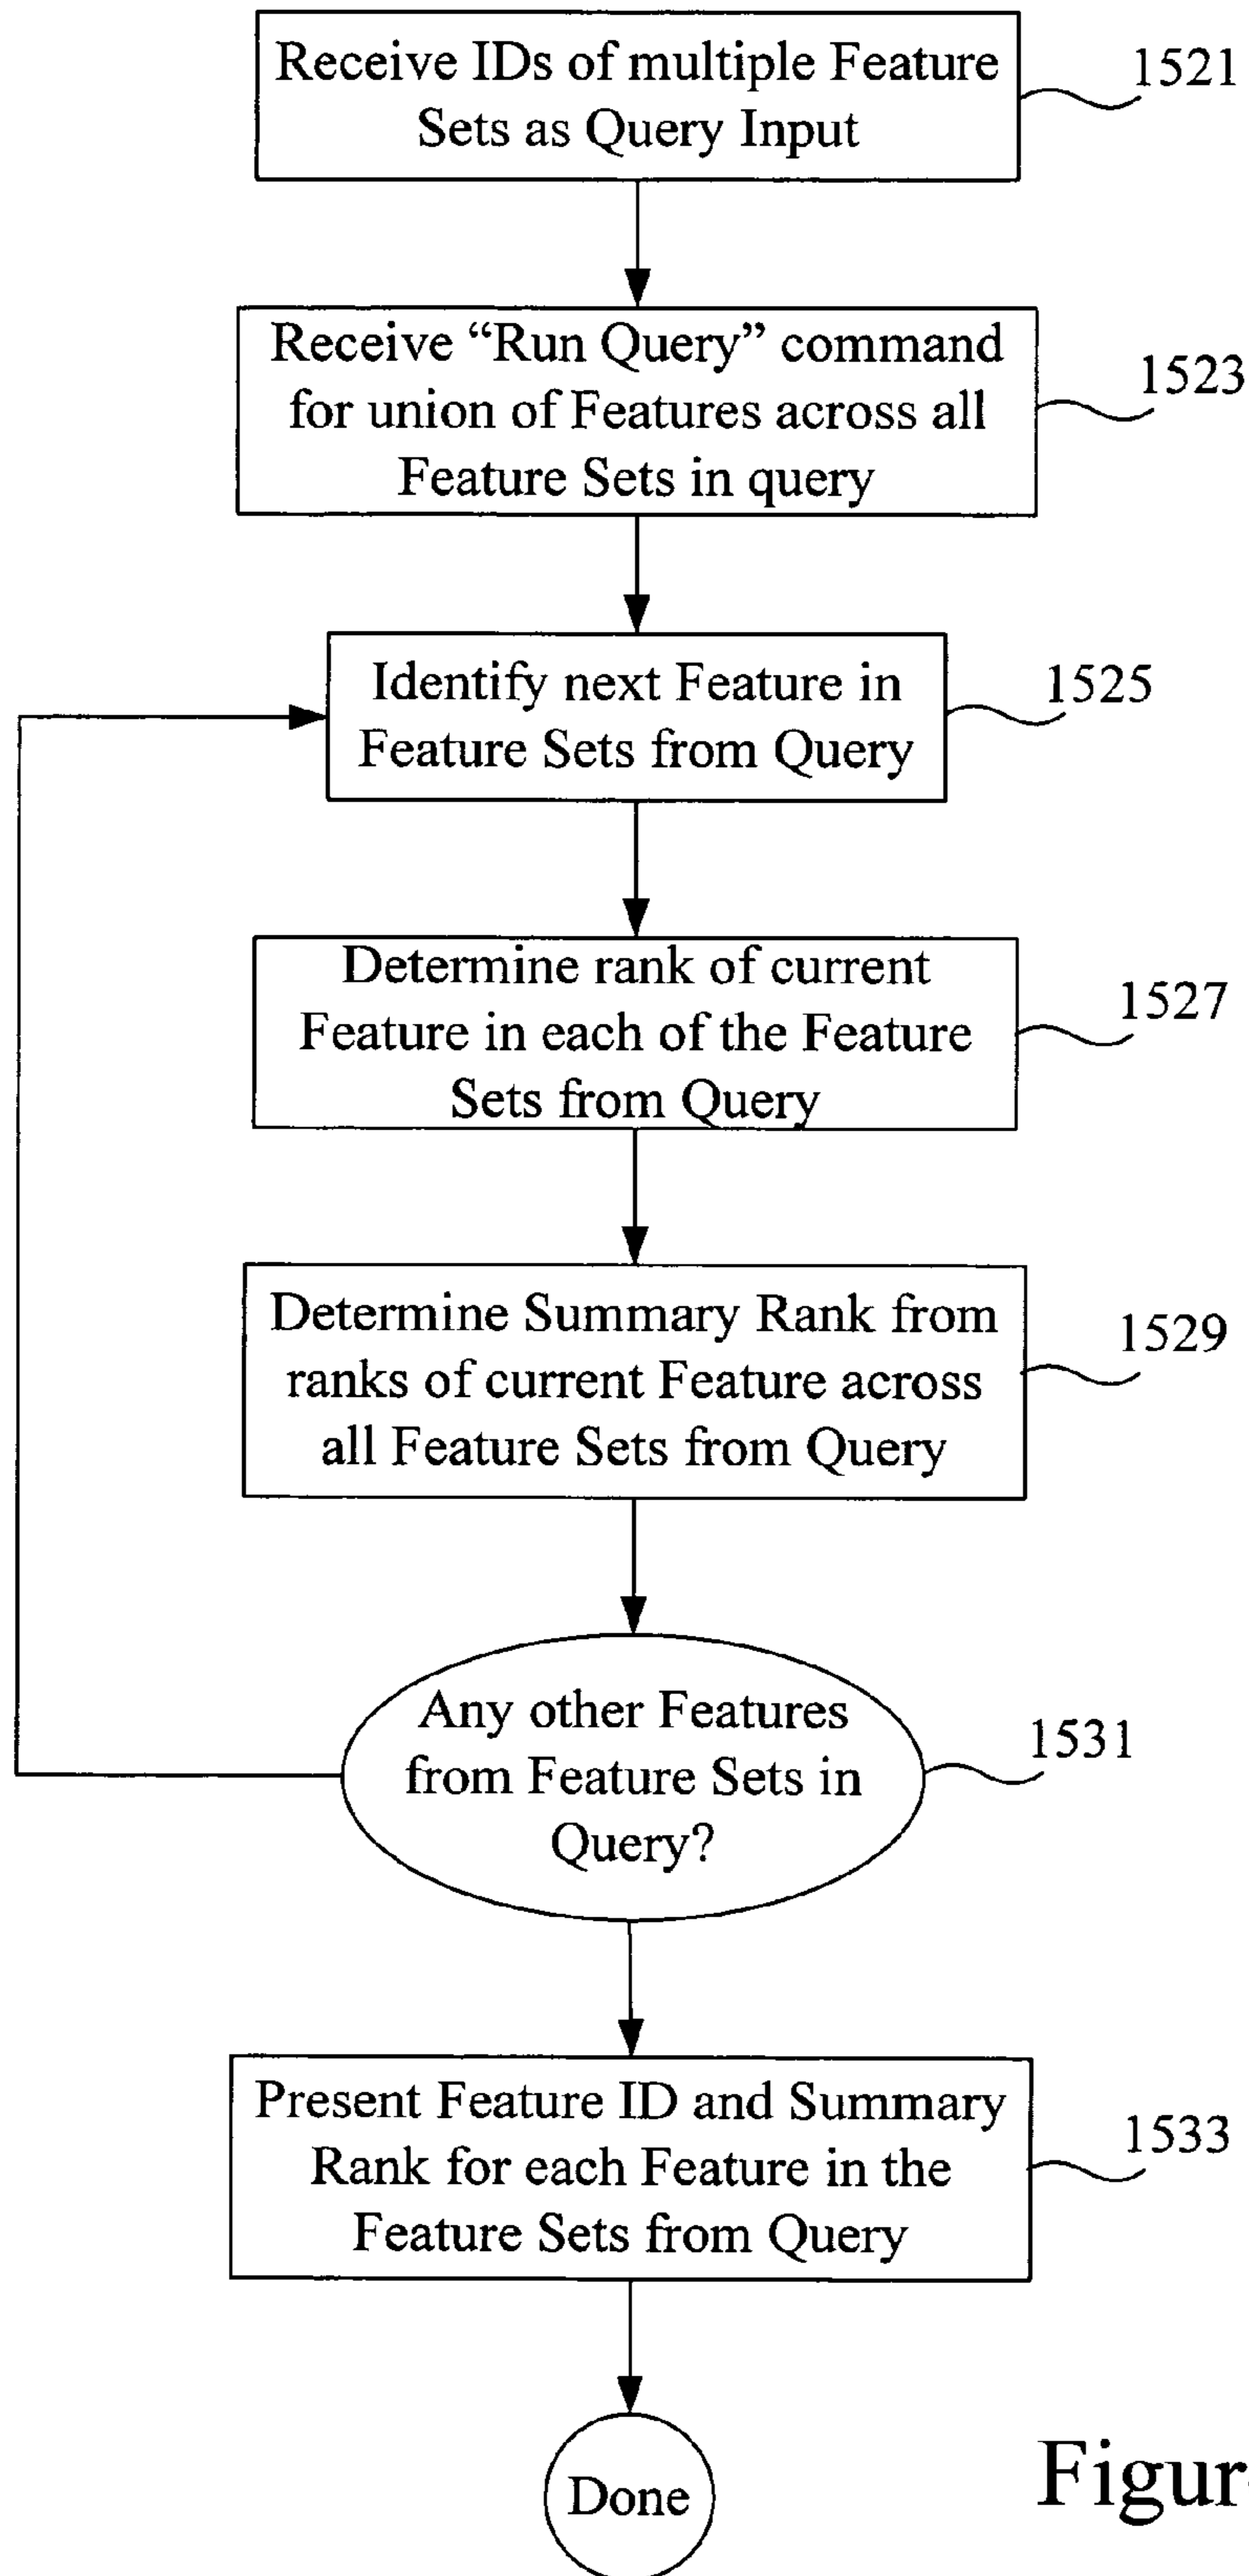 Receive IDs of multiple Feature
Sets as Query Input
1521
Receive “Run Query” command
for union of Features across all
Feature Sets in query
1523
Identify next Feature in
Feature Sets from Query
1525
Determine rank of current
Feature in each of the Feature
Sets from Query
1527
Determine Summary Rank from
ranks of current Feature across
all Feature Sets from Query
1529
Any other Features
from Feature Sets in
Query?
1531
Present Feature ID and Summary
Rank for each Feature in the
Feature Sets from Query
1533
Done
Figur